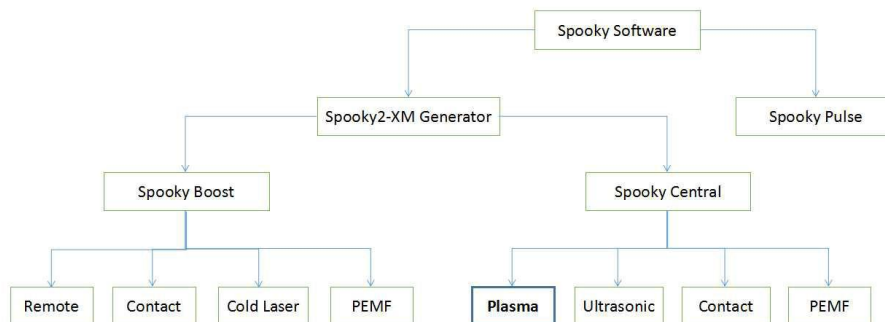 Spooky Software
Spooky2-XM Generator
Spooky Pulse
Spooky Boost
Spooky Central
Remote
Contact
Cold Laser
PEMF
Plasma
Ultrasonic
Contact
PEMF